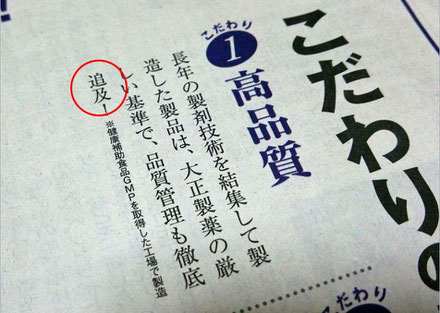 こだわりの
こだわり
1 高品質
長年の製剤技術を結集して製
造した製品は、大正製薬の厳
しい基準で、品質管理も徹底
追及！
※健康補助食品GMPを取得した工場で製造
こだわり